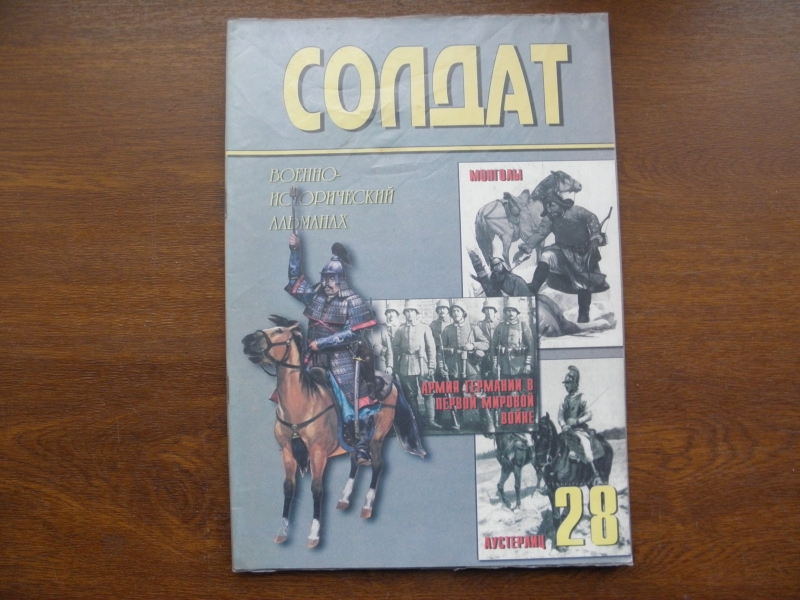 СОЛДАТ
ВОЕННО-
ИСТОРИЧЕСКИЙ
АЛЬМАНАХ
МОНГОЛЫ
АРМИЯ ГЕРМАНИИ В
ПЕРВОЙ МИРОВОЙ
ВОЙНЕ
АУСТЕРЛИЦ
28